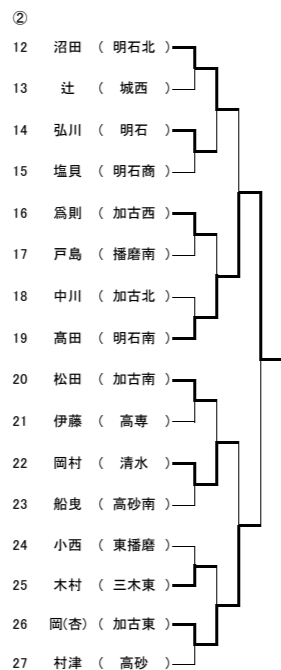 ②
12 沼田 ( 明石北 )
13 辻 ( 城西 )
14 弘川 ( 明石 )
15 塩貝 ( 明石商 )
16 爲則 ( 加古西 )
17 戸島 ( 播磨南 )
18 中川 ( 加古北 )
19 髙田 ( 明石南 )
20 松田 ( 加古南 )
21 伊藤 ( 高専 )
22 岡村 ( 清水 )
23 船曳 ( 高砂南 )
24 小西 ( 東播磨 )
25 木村 ( 三木東 )
26 岡(杏) ( 加古東 )
27 村津 ( 高砂 )